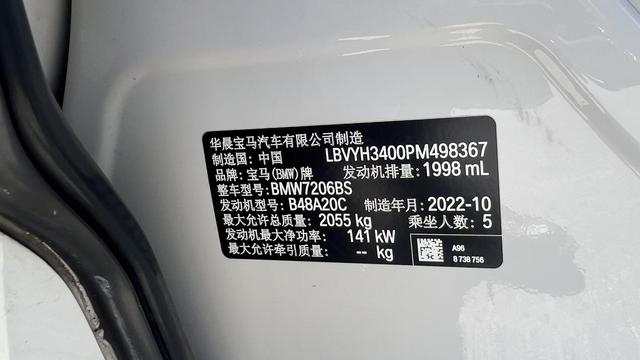 华晨宝马汽车有限公司制造
制造国: 中国 LBVYH3400PM498367
品牌: 宝马(BMW)牌 发动机排量: 1998 mL
整车型号: BMW7206BS
发动机型号: B48A20C 制造年月: 2022-10
最大允许总质量: 2055 kg 乘坐人数: 5
发动机最大净功率: 141 kW
最大允许牵引质量: -- kg
A96
8 738 756